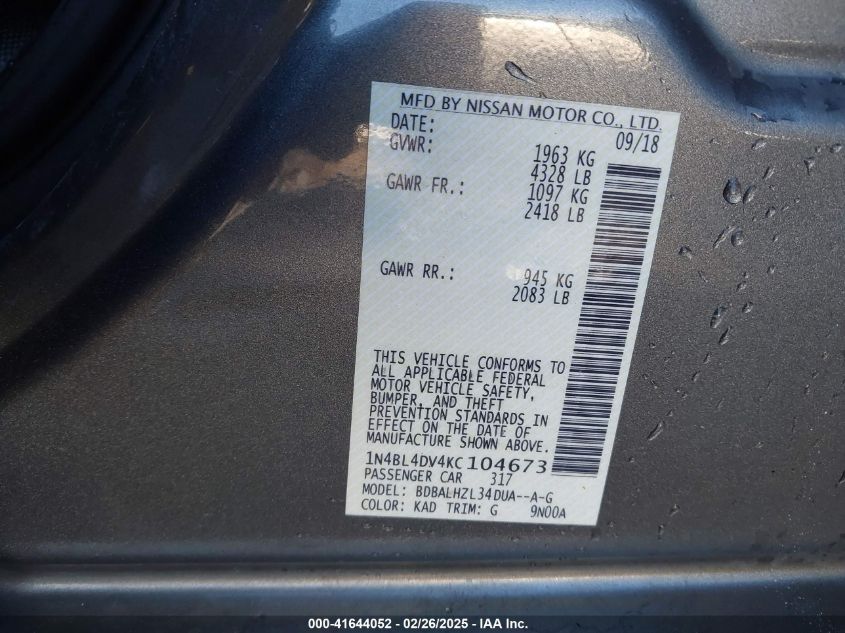 MFD BY NISSAN MOTOR CO., LTD.
DATE: 09/18
GVWR: 1963 KG
4328 LB
GAWR FR.: 1097 KG
2418 LB
GAWR RR.: 945 KG
2083 LB
THIS VEHICLE CONFORMS TO
ALL APPLICABLE FEDERAL
MOTOR VEHICLE SAFETY,
BUMPER, AND THEFT
PREVENTION STANDARDS IN
EFFECT ON THE DATE OF
MANUFACTURE SHOWN ABOVE.
1N4BL4DV4KC104673
PASSENGER CAR 317
MODEL: BDBALHZL34DUA--A-G
COLOR: KAD TRIM: G 9N00A
000-41644052 - 02/26/2025 - IAA Inc.